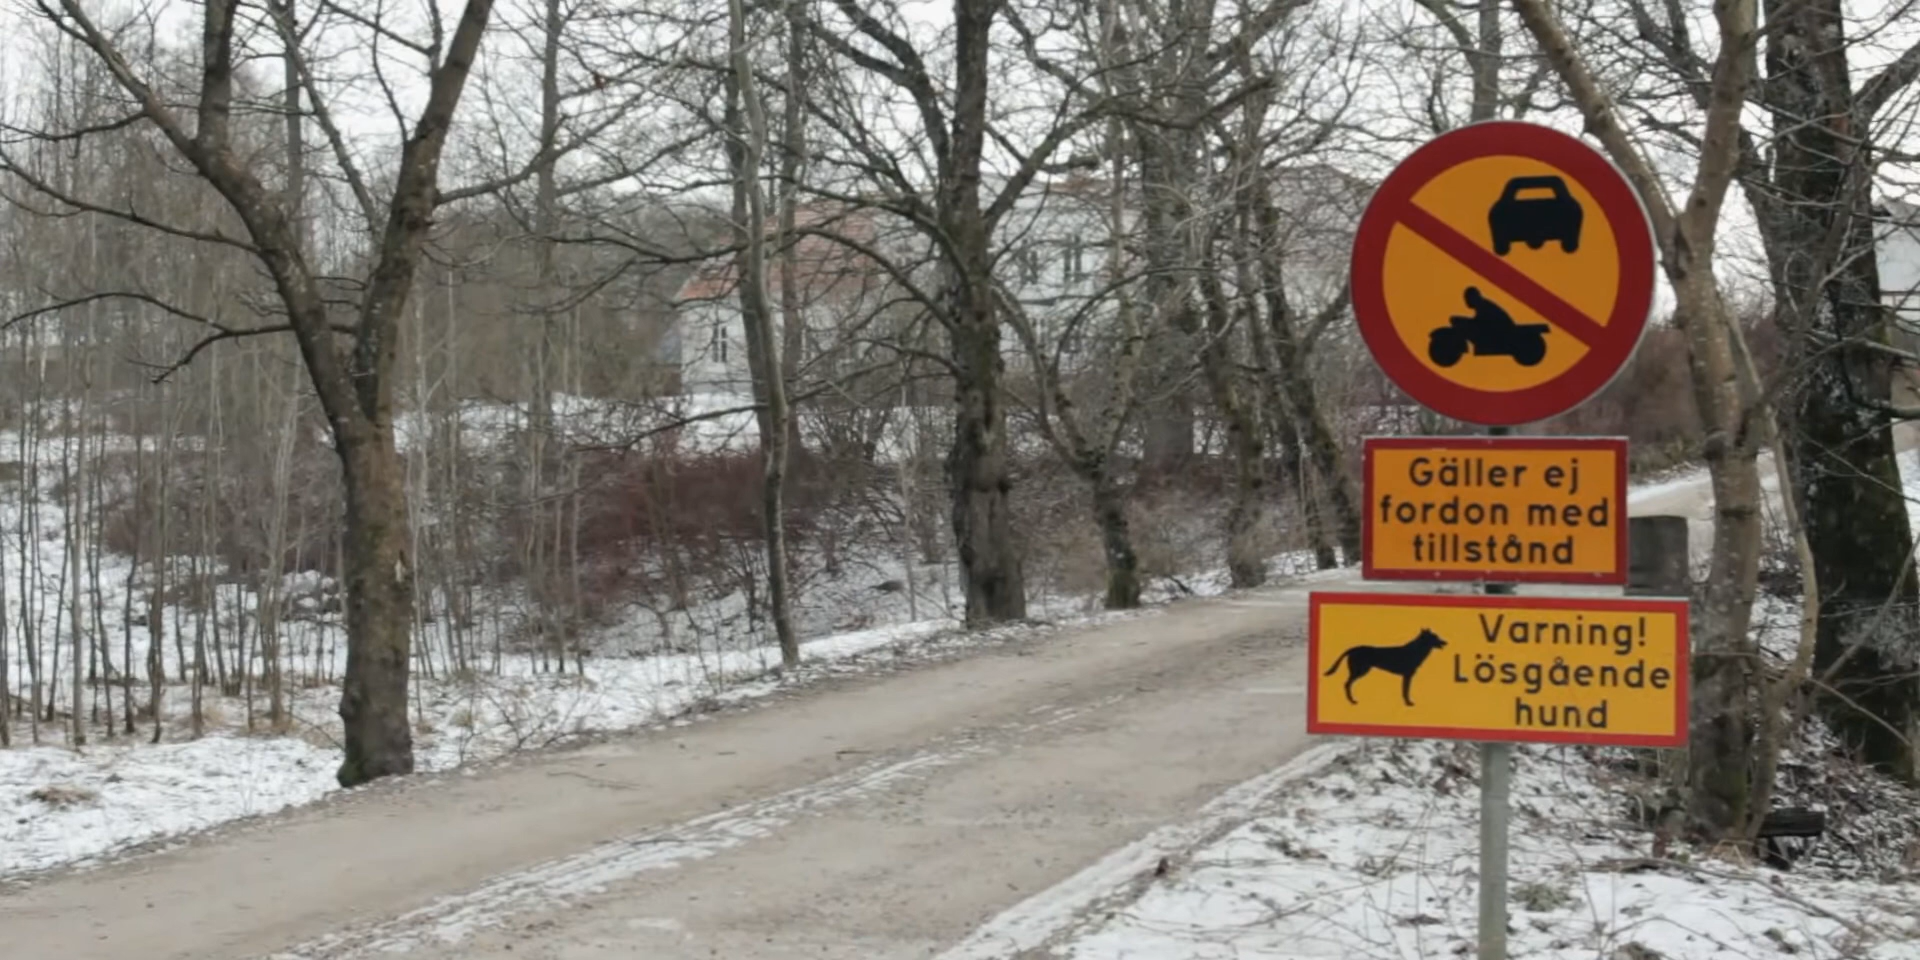 Gäller ej
fordon med
tillstånd
Varning!
Lösgående
hund